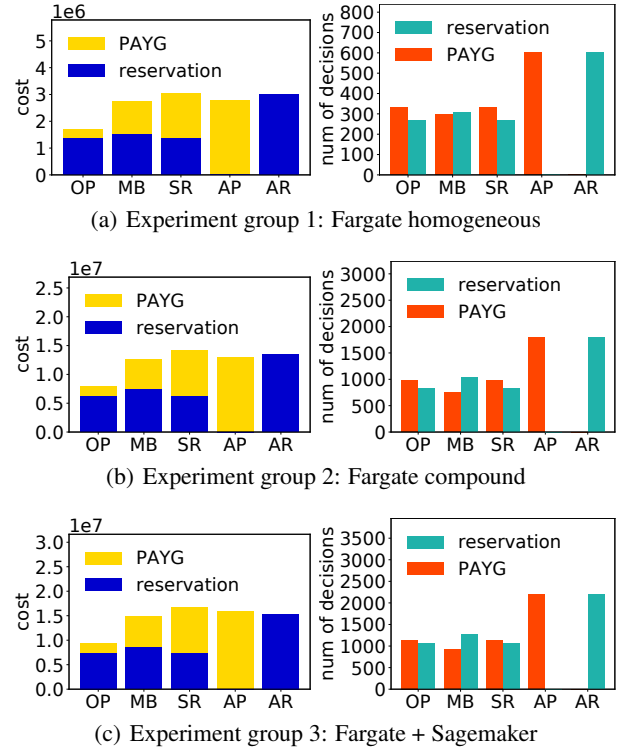 1e6
5
4
3
2
1
0
cost
PAYG
reservation
OP MB SR AP AR
800
700
600
500
400
300
200
100
0
num of decisions
reservation
PAYG
OP MB SR AP AR
(a) Experiment group 1: Fargate homogeneous
1e7
2.5
2.0
1.5
1.0
0.5
0.0
cost
PAYG
reservation
OP MB SR AP AR
3000
2500
2000
1500
1000
500
0
num of decisions
reservation
PAYG
OP MB SR AP AR
(b) Experiment group 2: Fargate compound
1e7
3.0
2.5
2.0
1.5
1.0
0.5
0.0
cost
PAYG
reservation
OP MB SR AP AR
3500
3000
2500
2000
1500
1000
500
0
num of decisions
reservation
PAYG
OP MB SR AP AR
(c) Experiment group 3: Fargate + Sagemaker